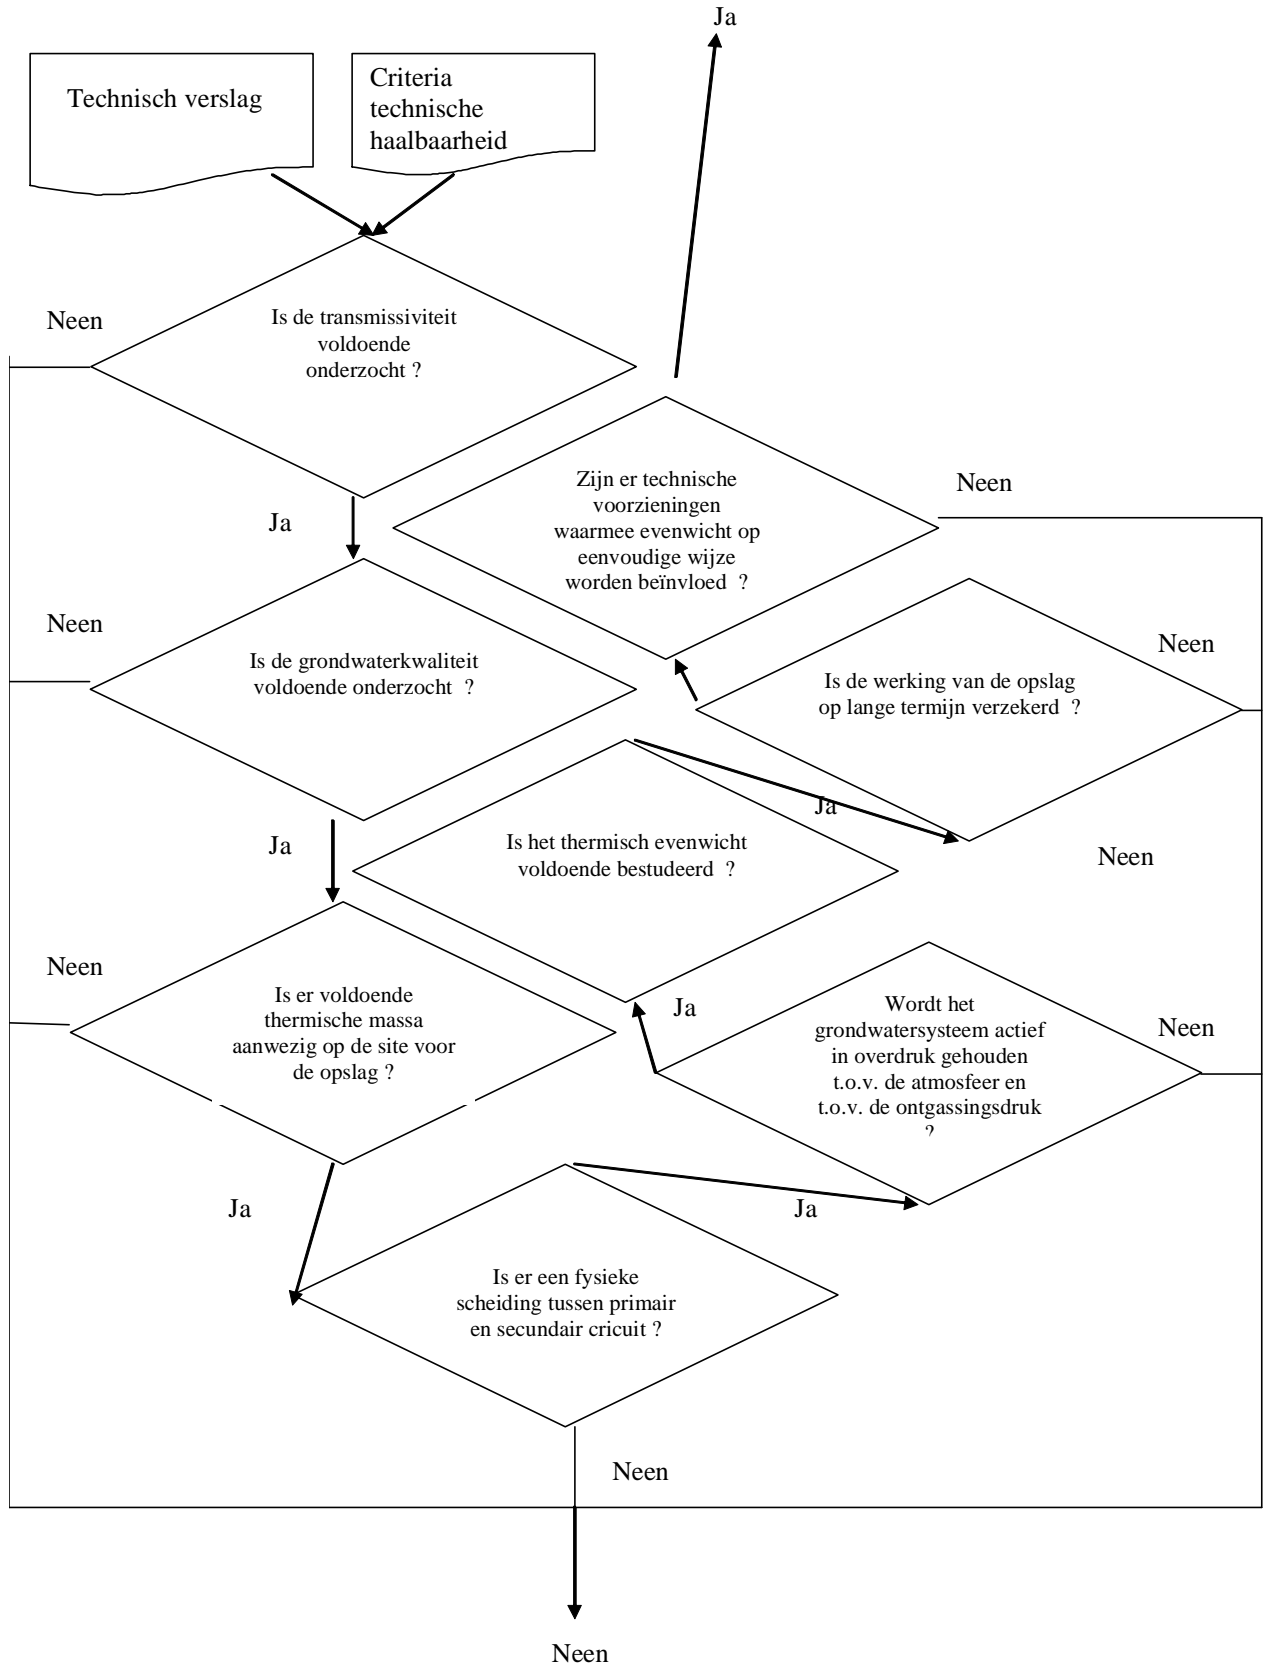 Ja
Technisch verslag
Criteria
technische
haalbaarheid
Neen
Is de transmissiviteit
voldoende
onderzocht ?
Ja
Zijn er technische
voorzieningen
waarmee evenwicht op
eenvoudige wijze
worden beïnvloed ?
Neen
Neen
Is de grondwaterkwaliteit
voldoende onderzocht ?
Is de werking van de opslag
op lange termijn verzekerd ?
Neen
Ja
Ja
Is het thermisch evenwicht
voldoende bestudeerd ?
Neen
Neen
Is er voldoende
thermische massa
aanwezig op de site voor
de opslag ?
Ja
Wordt het
grondwatersysteem actief
in overdruk gehouden
t.o.v. de atmosfeer en
t.o.v. de ontgassingsdruk
?
Neen
Ja
Ja
Is er een fysieke
scheiding tussen primair
en secundair cricuit ?
Neen
Neen